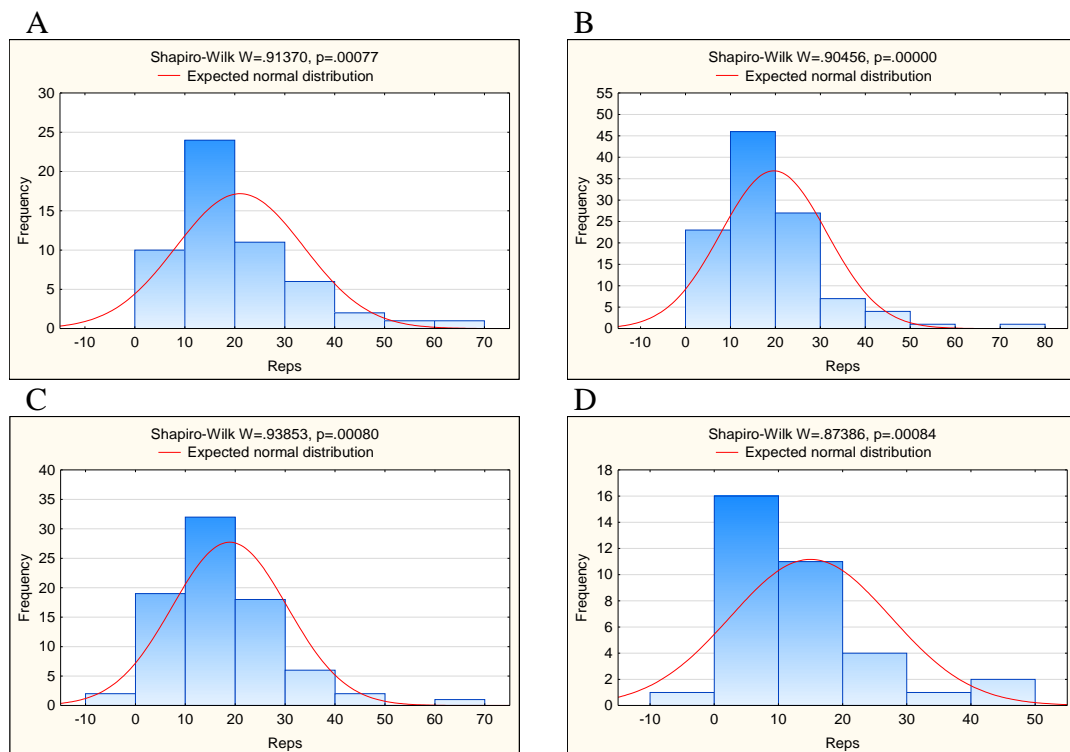 A
Shapiro-Wilk W=.91370, p=.00077
Expected normal distribution
30
25
20
15
10
5
0
Frequency
-10 0 10 20 30 40 50 60 70
Reps
B
Shapiro-Wilk W=.90456, p=.00000
Expected normal distribution
55
50
45
40
35
30
25
20
15
10
5
0
Frequency
-10 0 10 20 30 40 50 60 70 80
Reps
C
Shapiro-Wilk W=.93853, p=.00080
Expected normal distribution
40
35
30
25
20
15
10
5
0
Frequency
-10 0 10 20 30 40 50 60 70
Reps
D
Shapiro-Wilk W=.87386, p=.00084
Expected normal distribution
18
16
14
12
10
8
6
4
2
0
Frequency
-10 0 10 20 30 40 50
Reps